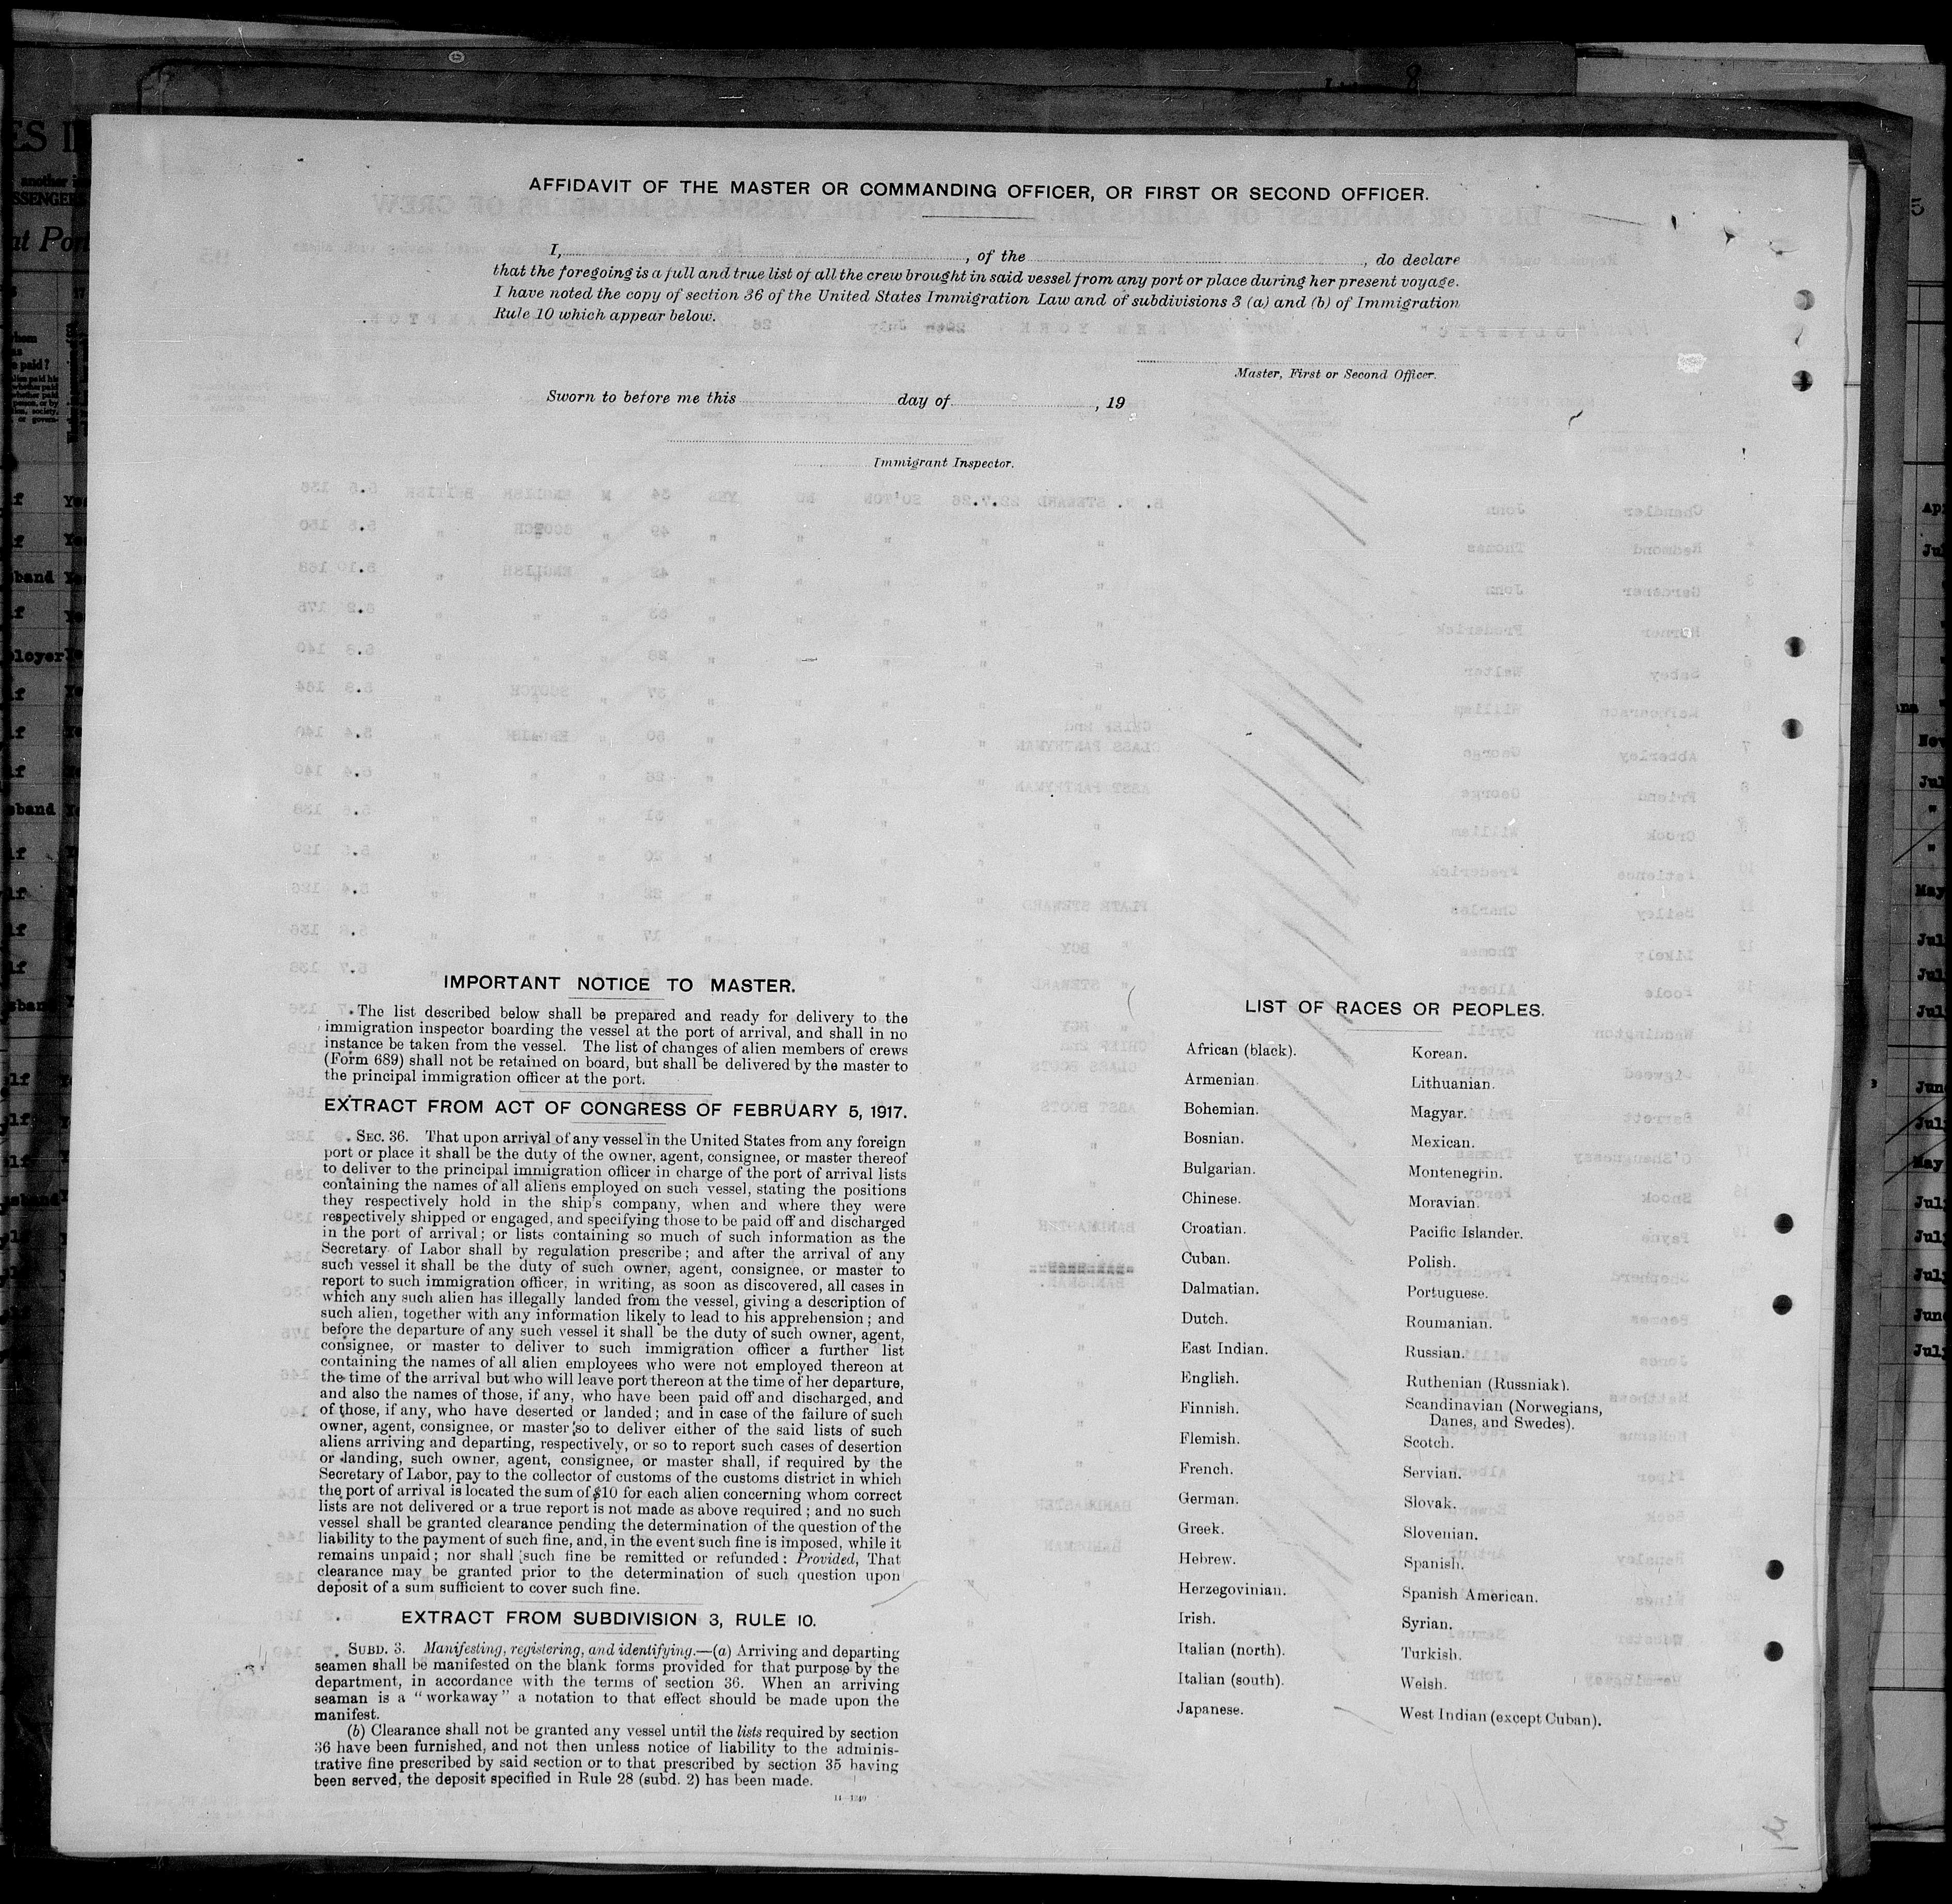 AFFIDAVIT OF THE MASTER OR COMMANDING OFFICER, OR FIRST OR SECOND OFFICER.
I, , of the , do declare
that the foregoing is a full and true list of all the crew brought in said vessel from any port or place during her present voyage.
I have noted the copy of section 36 of the United States Immigration Law and of subdivisions 3 (a) and (b) of Immigration
Rule 10 which appear below.
Master, First or Second Officer.
Sworn to before me this day of , 19
Immigrant Inspector.
IMPORTANT NOTICE TO MASTER.
The list described below shall be prepared and ready for delivery to the
immigration inspector boarding the vessel at the port of arrival, and shall in no
instance be taken from the vessel. The list of changes of alien members of crews
(Form 689) shall not be retained on board, but shall be delivered by the master to
the principal immigration officer at the port.
EXTRACT FROM ACT OF CONGRESS OF FEBRUARY 5, 1917.
SEC. 36. That upon arrival of any vessel in the United States from any foreign
port or place it shall be the duty of the owner, agent, consignee, or master thereof
to deliver to the principal immigration officer in charge of the port of arrival lists
containing the names of all aliens employed on such vessel, stating the positions
they respectively hold in the ship's company, when and where they were
respectively shipped or engaged, and specifying those to be paid off and discharged
in the port of arrival; or lists containing so much of such information as the
Secretary of Labor shall by regulation prescribe; and after the arrival of any
such vessel it shall be the duty of such owner, agent, consignee, or master to
report to such immigration officer, in writing, as soon as discovered, all cases in
which any such alien has illegally landed from the vessel, giving a description of
such alien, together with any information likely to lead to his apprehension; and
before the departure of any such vessel it shall be the duty of such owner, agent,
consignee, or master to deliver to such immigration officer a further list
containing the names of all alien employees who were not employed thereon at
the time of the arrival but who will leave port thereon at the time of her departure,
and also the names of those, if any, who have been paid off and discharged, and
of those, if any, who have deserted or landed; and in case of the failure of such
owner, agent, consignee, or master so to deliver either of the said lists of such
aliens arriving and departing, respectively, or so to report such cases of desertion
or landing, such owner, agent, consignee, or master shall, if required by the
Secretary of Labor, pay to the collector of customs of the customs district in which
the port of arrival is located the sum of $10 for each alien concerning whom correct
lists are not delivered or a true report is not made as above required; and no such
vessel shall be granted clearance pending the determination of the question of the
liability to the payment of such fine, and, in the event such fine is imposed, while it
remains unpaid; nor shall such fine be remitted or refunded: Provided, That
clearance may be granted prior to the determination of such question upon
deposit of a sum sufficient to cover such fine.
EXTRACT FROM SUBDIVISION 3, RULE 10.
SUBD. 3. Manifesting, registering, and identifying.—(a) Arriving and departing
seamen shall be manifested on the blank forms provided for that purpose by the
department, in accordance with the terms of section 36. When an arriving
seaman is a "workaway" a notation to that effect should be made upon the
manifest.
(b) Clearance shall not be granted any vessel until the lists required by section
36 have been furnished, and not then unless notice of liability to the adminis-
trative fine prescribed by said section or to that prescribed by section 35 having
been served, the deposit specified in Rule 28 (subd. 2) has been made.
14—1240
LIST OF RACES OR PEOPLES.
African (black).
Armenian.
Bohemian.
Bosnian.
Bulgarian.
Chinese.
Croatian.
Cuban.
Dalmatian.
Dutch.
East Indian.
English.
Finnish.
Flemish.
French.
German.
Greek.
Hebrew.
Herzegovinian.
Irish.
Italian (north).
Italian (south).
Japanese.
Korean.
Lithuanian.
Magyar.
Mexican.
Montenegrin.
Moravian.
Pacific Islander.
Polish.
Portuguese.
Roumanian.
Russian.
Ruthenian (Russniak).
Scandinavian (Norwegians,
Danes, and Swedes).
Scotch.
Servian.
Slovak.
Slovenian.
Spanish.
Spanish American.
Syrian.
Turkish.
Welsh.
West Indian (except Cuban).